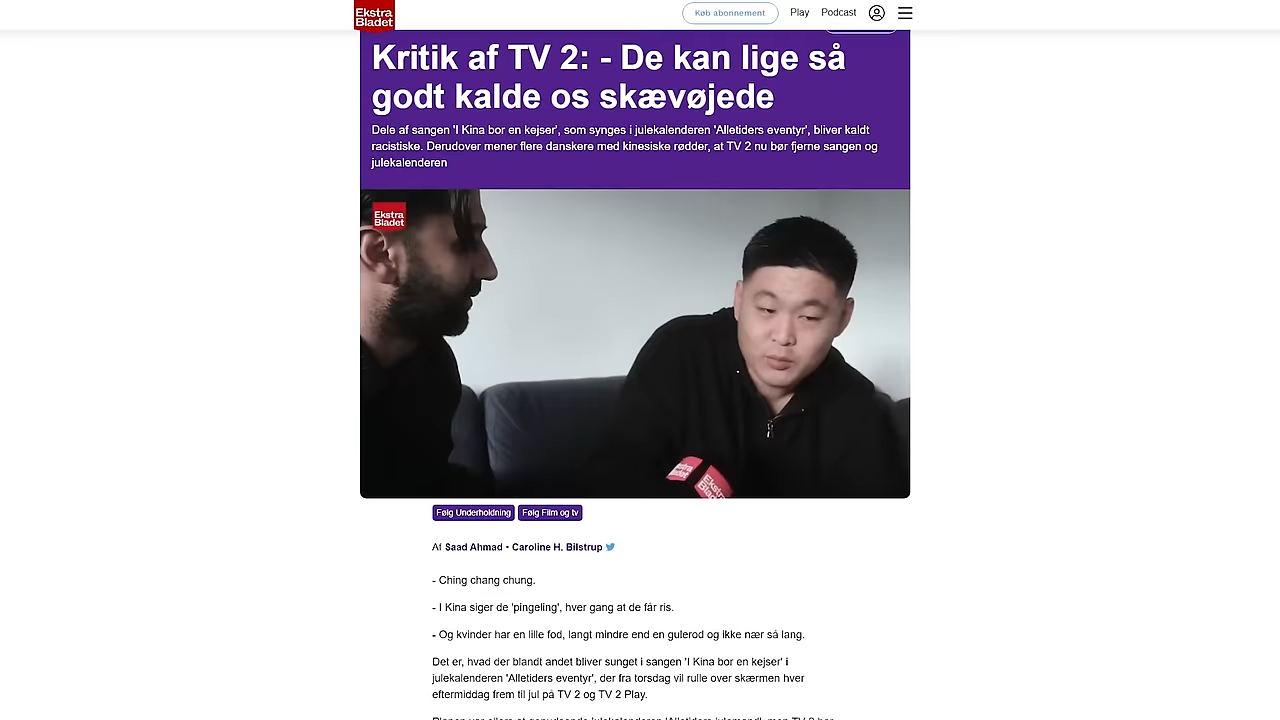 Ekstra
Bladet
Køb abonnement
Play
Podcast
Kritik af TV 2: - De kan lige så
godt kalde os skævøjede
Dele af sangen 'I Kina bor en kejser', som synges i julekalenderen 'Alletiders eventyr', bliver kaldt
racistiske. Derudover mener flere danskere med kinesiske rødder, at TV 2 nu bør fjerne sangen og
julekalenderen
Ekstra
Bladet
Ekstra
Bladet
Følg Underholdning
Følg Film og tv
Af Saad Ahmad • Caroline H. Bilstrup
- Ching chang chung.
- I Kina siger de 'pingeling', hver gang at de får ris.
- Og kvinder har en lille fod, langt mindre end en gulerod og ikke nær så lang.
Det er, hvad der blandt andet bliver sunget i sangen 'I Kina bor en kejser' i
julekalenderen 'Alletiders eventyr', der fra torsdag vil rulle over skærmen hver
eftermiddag frem til jul på TV 2 og TV 2 Play.